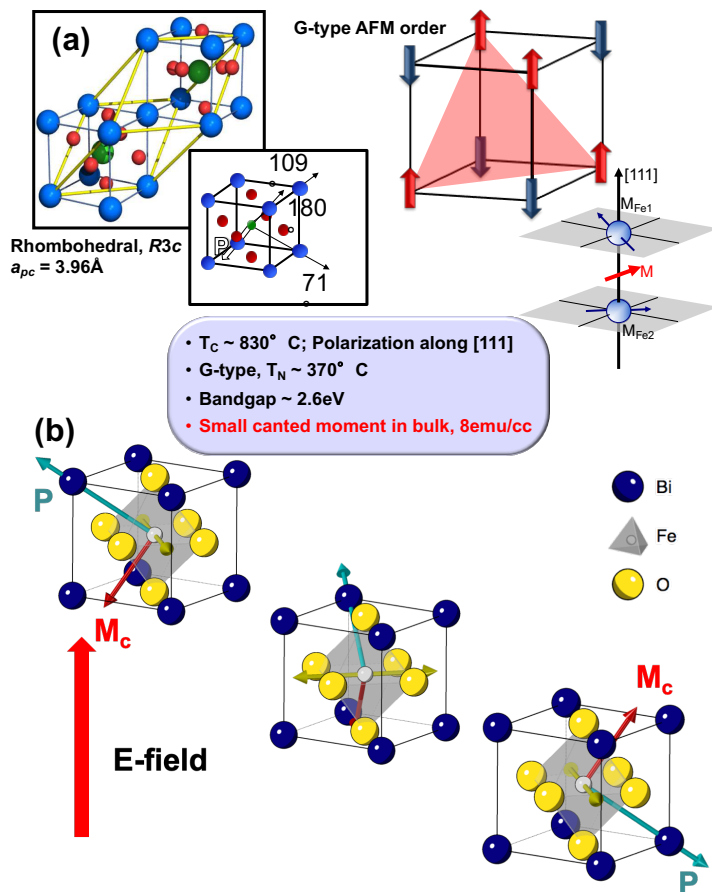 (a)
G-type AFM order
109
180
P
71
Rhombohedral, R3c
a_pc = 3.96Å
[111]
M_Fe1
M
M_Fe2
• T_C ~ 830° C; Polarization along [111]
• G-type, T_N ~ 370° C
• Bandgap ~ 2.6eV
• Small canted moment in bulk, 8emu/cc
(b)
P
M_c
E-field
Bi
Fe
O
M_c
P